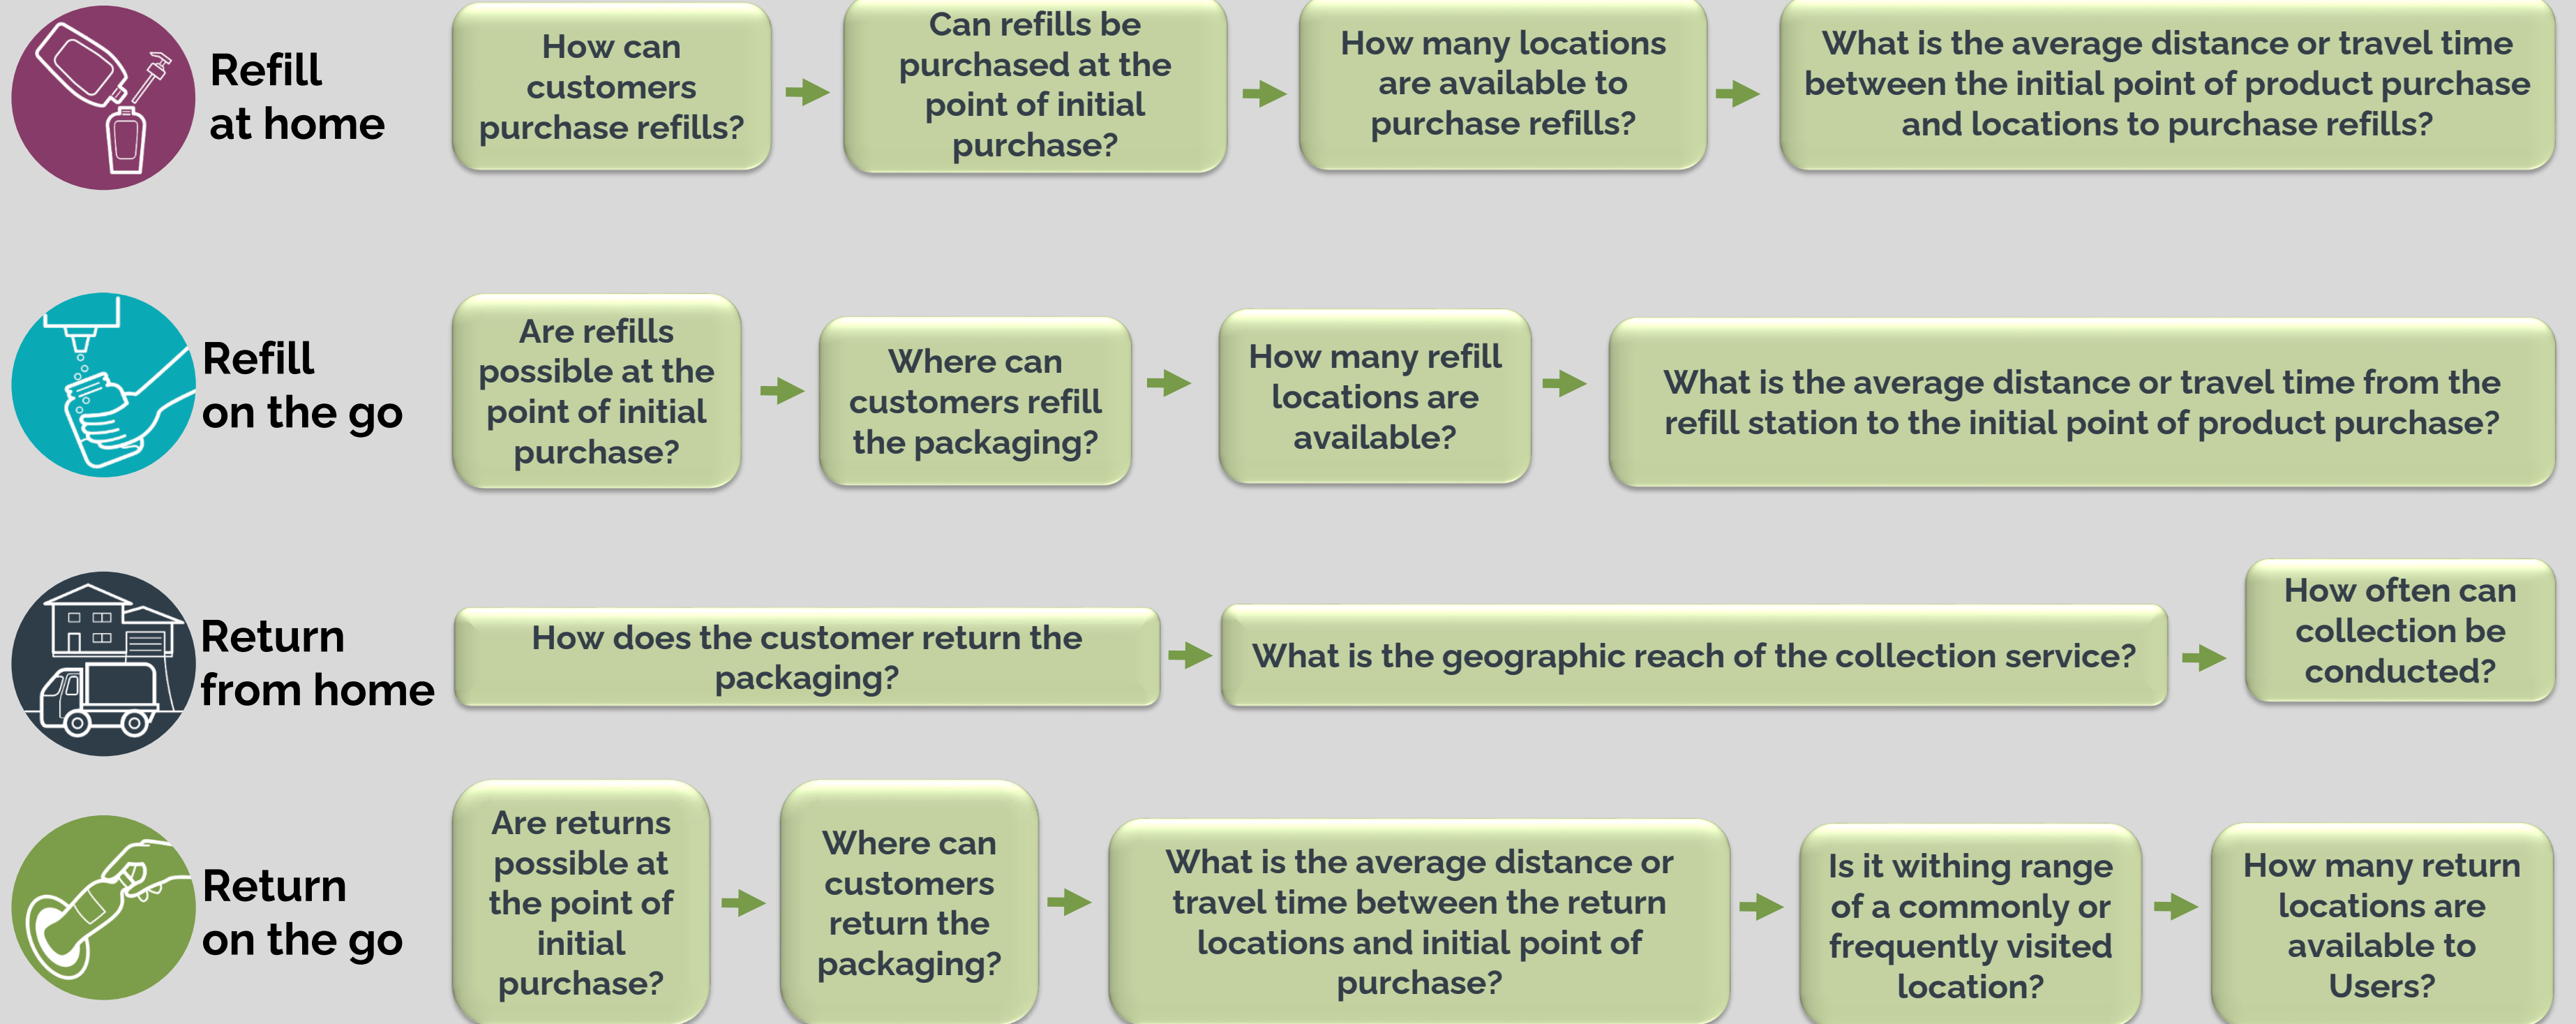 Refill
at home
How can
customers
purchase refills?
Can refills be
purchased at the
point of initial
purchase?
How many locations
are available to
purchase refills?
What is the average distance or travel time
between the initial point of product purchase
and locations to purchase refills?
Refill
on the go
Are refills
possible at the
point of initial
purchase?
Where can
customers refill
the packaging?
How many refill
locations are
available?
What is the average distance or travel time from the
refill station to the initial point of product purchase?
Return
from home
How does the customer return the
packaging?
What is the geographic reach of the collection service?
How often can
collection be
conducted?
Return
on the go
Are returns
possible at
the point of
initial
purchase?
Where can
customers
return the
packaging?
What is the average distance or
travel time between the return
locations and initial point of
purchase?
Is it withing range
of a commonly or
frequently visited
location?
How many return
locations are
available to
Users?